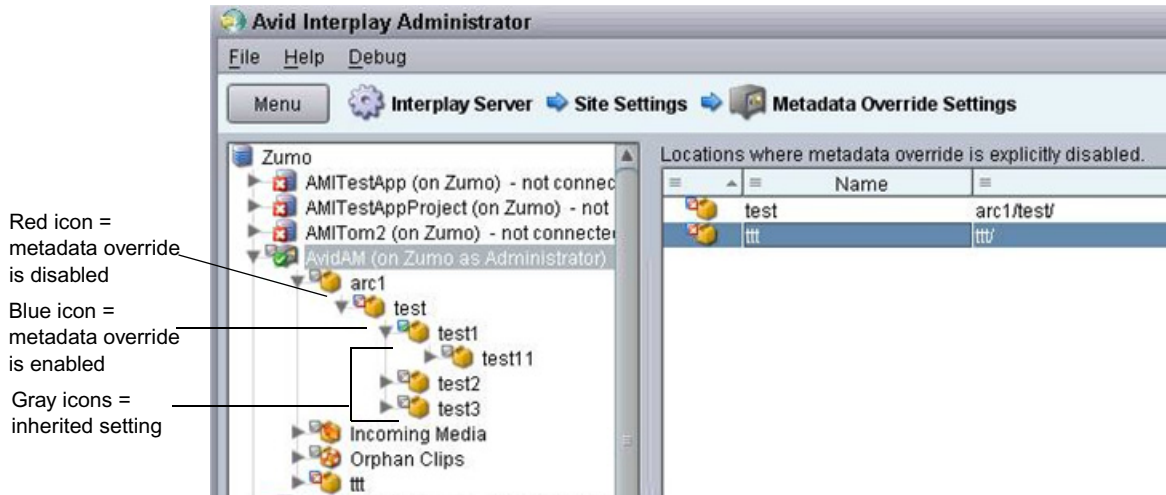 Avid Interplay Administrator
File Help Debug
Menu Interplay Server Site Settings Metadata Override Settings
Zumo
AMITestApp (on Zumo) - not connec
AMITestAppProject (on Zumo) - not
AMITom2 (on Zumo) - not connecte
AvidAM (on Zumo as Administrator)
arc1
test
test1
test11
test2
test3
Incoming Media
Orphan Clips
ttt
Locations where metadata override is explicitly disabled.
Name
test arc1/test/
ttt ttt/
Red icon =
metadata override
is disabled
Blue icon =
metadata override
is enabled
Gray icons =
inherited setting